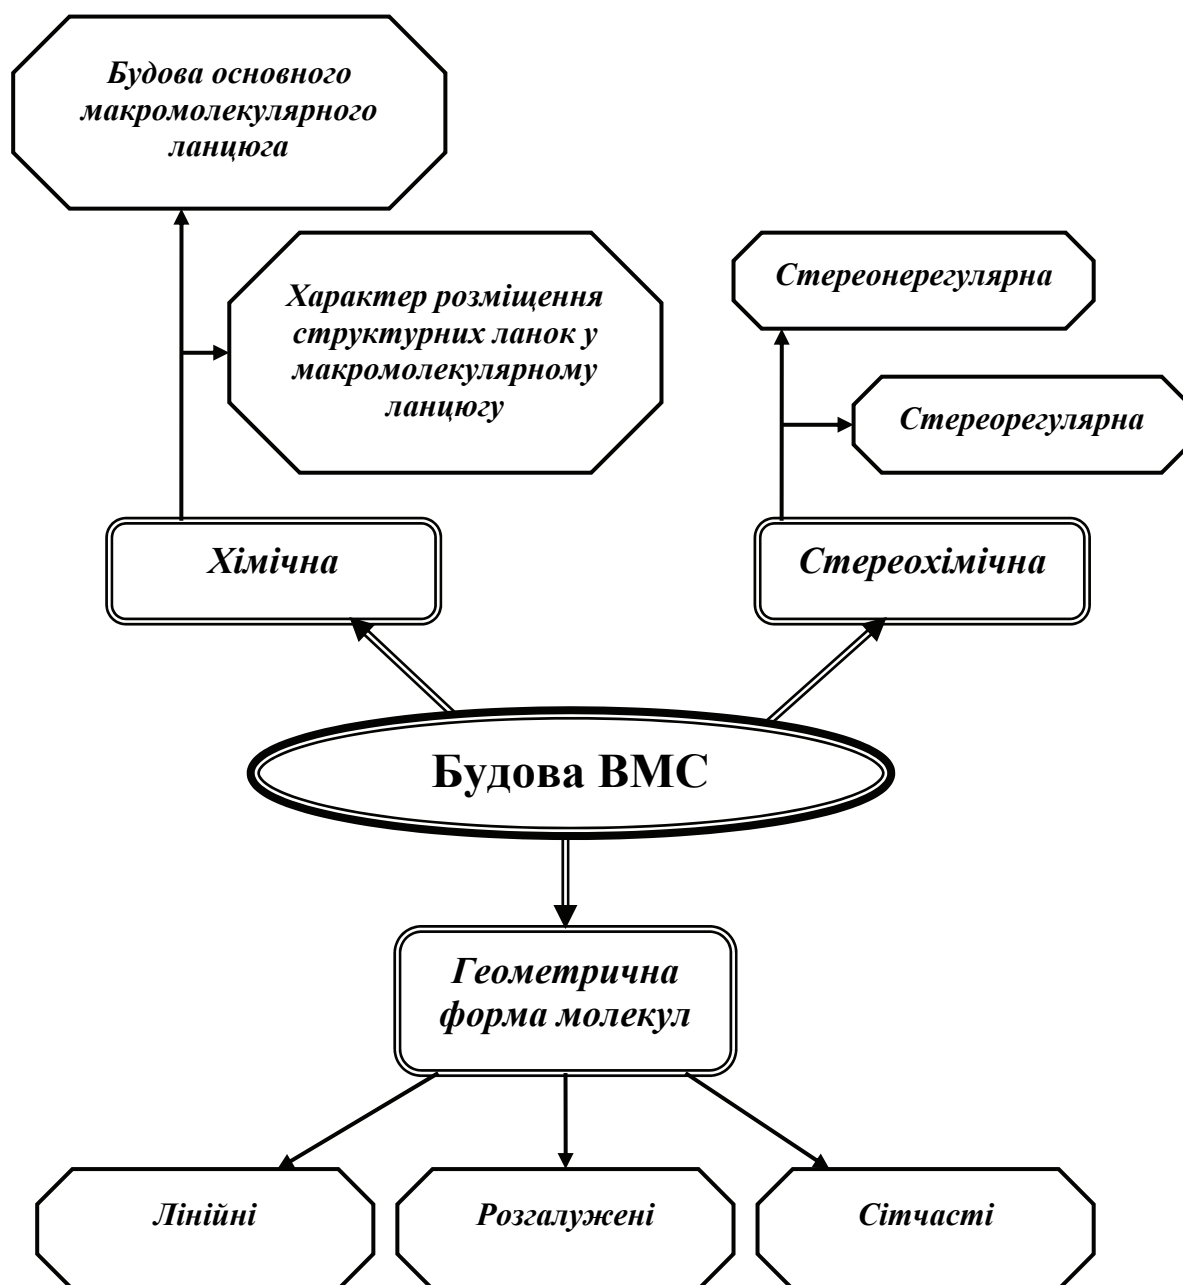 Будова основного
макромолекулярного
ланцюга
Характер розміщення
структурних ланок у
макромолекулярному
ланцюгу
Стереонерегулярна
Стереорегулярна
Хімічна
Стереохімічна
Будова ВМС
Геометрична
форма молекул
Лінійні
Розгалужені
Сітчасті